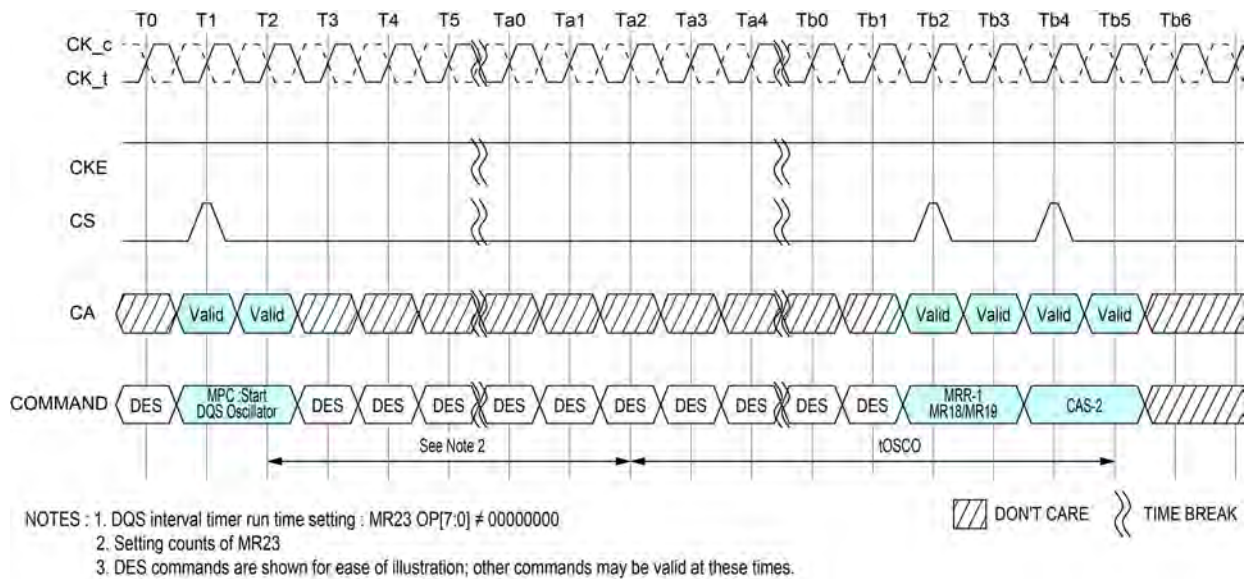 T0 T1 T2 T3 T4 T5 Ta0 Ta1 Ta2 Ta3 Ta4 Tb0 Tb1 Tb2 Tb3 Tb4 Tb5 Tb6
CK_c
CK_t
CKE
CS
CA Valid Valid Valid Valid Valid Valid
COMMAND DES MPC :Start DQS Oscillator DES DES DES DES DES DES DES DES DES DES MRR-1 MR18/MR19 CAS-2
See Note 2 tOSCO
NOTES : 1. DQS interval timer run time setting : MR23 OP[7:0] ≠ 00000000
2. Setting counts of MR23
3. DES commands are shown for ease of illustration; other commands may be valid at these times.
DON'T CARE TIME BREAK